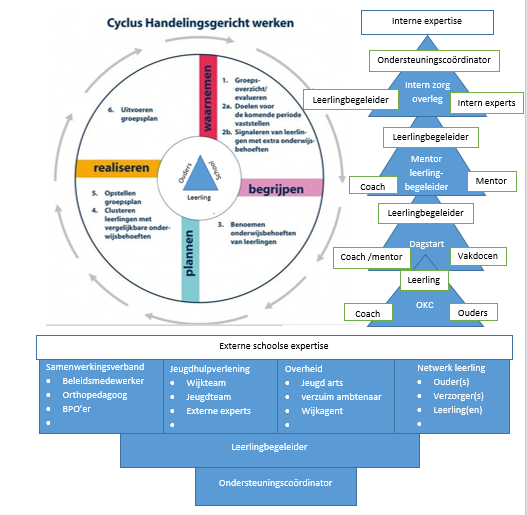 Cyclus Handelingsgericht werken
waarnemen
1. Groeps-
overzicht/
evalueren
2a. Doelen voor
de komende periode
vaststellen
2b. Signaleren van leerlin-
gen met extra onderwijs-
behoeften
begrijpen
3. Benoemen
onderwijsbehoeften
van leerlingen
plannen
4. Clusteren
leerlingen met
vergelijkbare onder-
wijsbehoeften
5. Opstellen
groepsplan
realiseren
6. Uitvoeren
groepsplan
Ouders
School
Leerling
Interne expertise
Ondersteuningscoördinator
Intern zorg
overleg
Leerlingbegeleider
Intern experts
Leerlingbegeleider
Mentor
leerling-
begeleider
Coach
Mentor
Leerlingbegeleider
Dagstart
Coach /mentor
Vakdocen
Leerling
OKC
Coach
Ouders
Externe schoolse expertise
Samenwerkingsverband
• Beleidsmedewerker
• Orthopedagoog
• BPO'er
•
Jeugdhulpverlening
• Wijkteam
• Jeugdteam
• Externe experts
•
Overheid
• Jeugd arts
• verzuim ambtenaar
• Wijkagent
•
Netwerk leerling
• Ouder(s)
• Verzorger(s)
• Leerling(en)
•
Leerlingbegeleider
Ondersteuningscoördinator